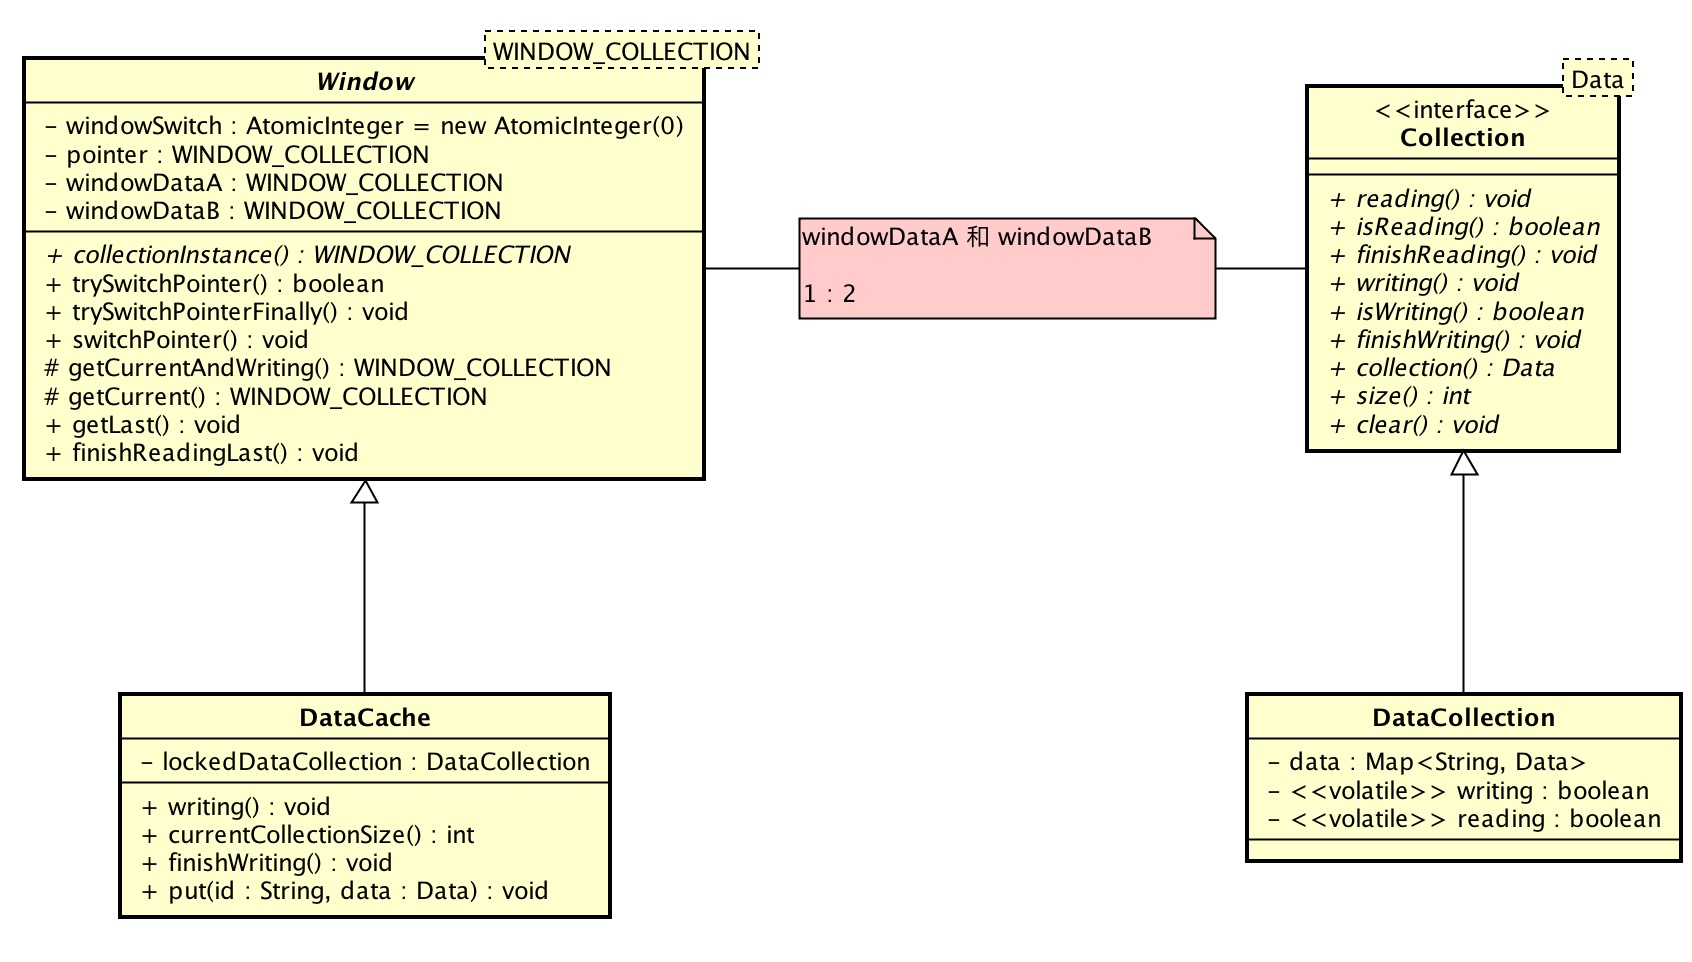 WINDOW_COLLECTION
Window
- windowSwitch : AtomicInteger = new AtomicInteger(0)
- pointer : WINDOW_COLLECTION
- windowDataA : WINDOW_COLLECTION
- windowDataB : WINDOW_COLLECTION
+ collectionInstance() : WINDOW_COLLECTION
+ trySwitchPointer() : boolean
+ trySwitchPointerFinally() : void
+ switchPointer() : void
# getCurrentAndWriting() : WINDOW_COLLECTION
# getCurrent() : WINDOW_COLLECTION
+ getLast() : void
+ finishReadingLast() : void
windowDataA 和 windowDataB
1 : 2
Data
<<interface>>
Collection
+ reading() : void
+ isReading() : boolean
+ finishReading() : void
+ writing() : void
+ isWriting() : boolean
+ finishWriting() : void
+ collection() : Data
+ size() : int
+ clear() : void
DataCache
- lockedDataCollection : DataCollection
+ writing() : void
+ currentCollectionSize() : int
+ finishWriting() : void
+ put(id : String, data : Data) : void
DataCollection
- data : Map<String, Data>
- <<volatile>> writing : boolean
- <<volatile>> reading : boolean